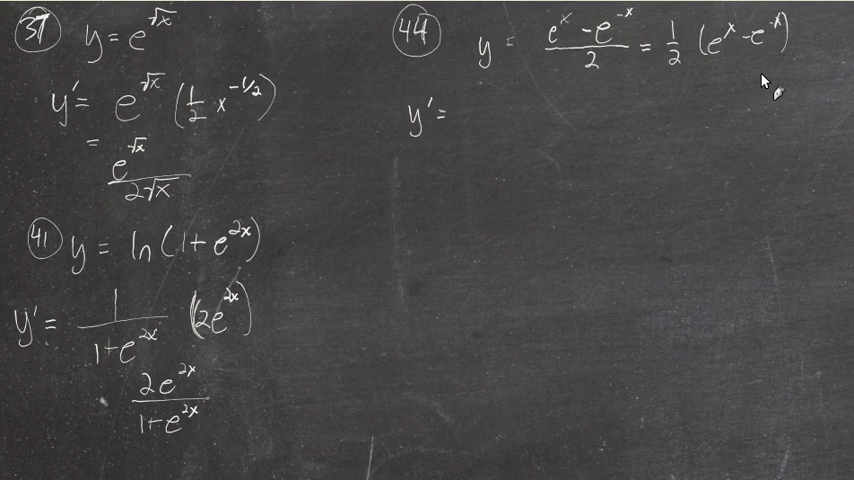 37 y = e^√x
y' = e^√x (1/2 x^-1/2)
= e^√x / 2√x
41 y = ln(1 + e^2x)
y' = 1 / 1+e^2x (2e^2x)
2e^2x / 1+e^2x
44 y = e^x - e^-x / 2 = 1/2 (e^x - e^-x)
y' =